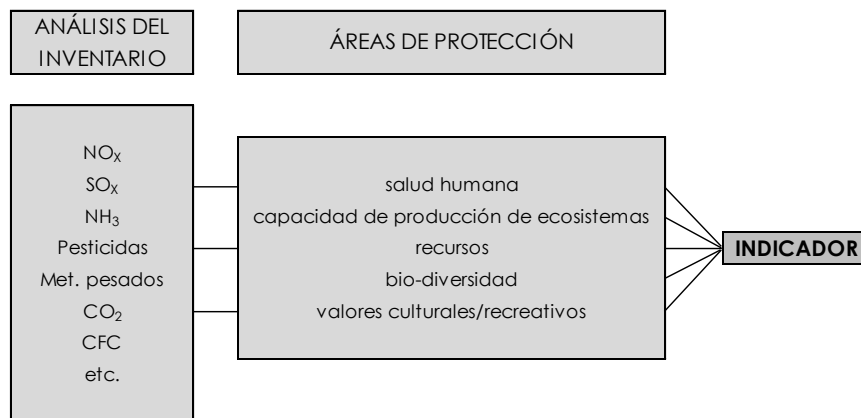 ANÁLISIS DEL
INVENTARIO
ÁREAS DE PROTECCIÓN
NOX
SOX
NH3
Pesticidas
Met. pesados
CO2
CFC
etc.
salud humana
capacidad de producción de ecosistemas
recursos
bio-diversidad
valores culturales/recreativos
INDICADOR